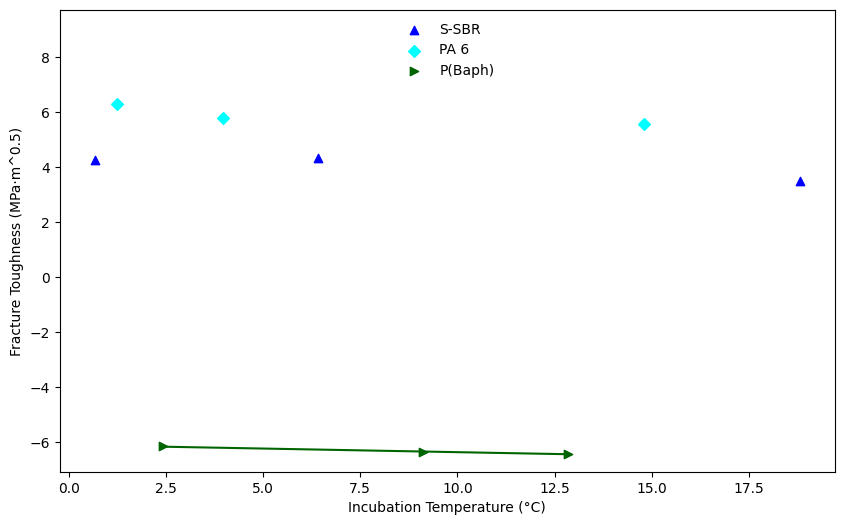 S-SBR
PA 6
P(Baph)
Fracture Toughness (MPa·m^0.5)
8
6
4
2
0
−2
−4
−6
0.0 2.5 5.0 7.5 10.0 12.5 15.0 17.5
Incubation Temperature (°C)